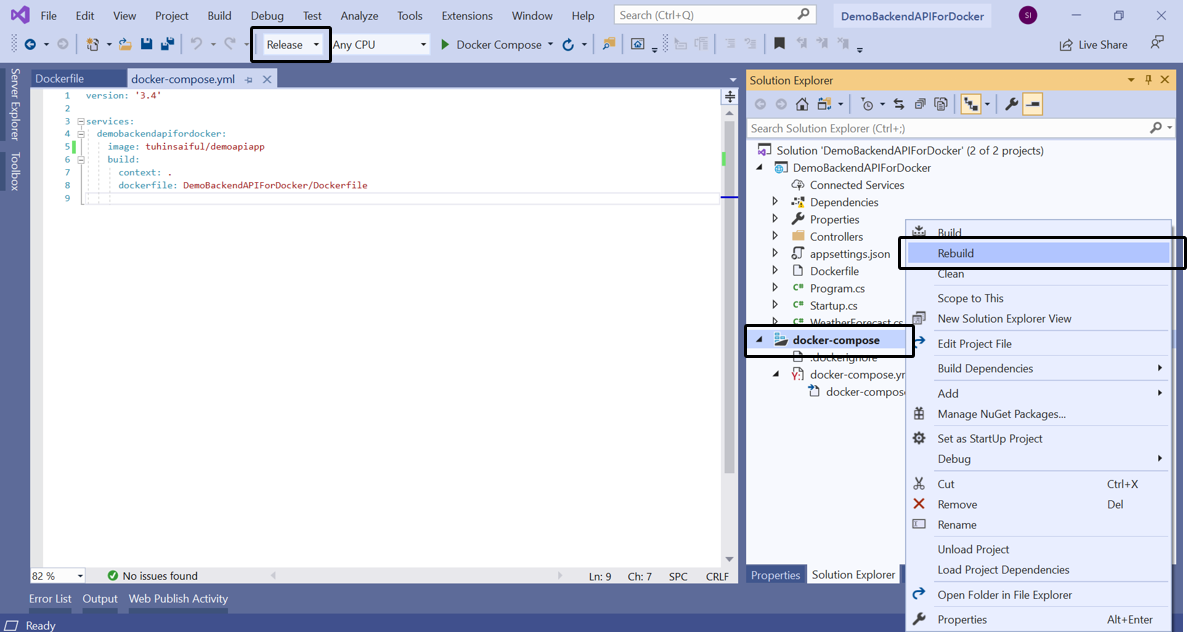 File Edit View Project Build Debug Test Analyze Tools Extensions Window Help Search (Ctrl+Q) DemoBackendAPIForDocker SI
Release Any CPU Docker Compose Live Share
Server Explorer
Toolbox
Dockerfile docker-compose.yml
1 version: '3.4'
2
3 services:
4 demobackendapifordocker:
5 image: tuhinsaiful/demoapiapp
6 build:
7 context: .
8 dockerfile: DemoBackendAPIForDocker/Dockerfile
9
82 % No issues found Ln: 9 Ch: 7 SPC CRLF
Error List Output Web Publish Activity
Ready
Solution Explorer
Search Solution Explorer (Ctrl+;)
Solution 'DemoBackendAPIForDocker' (2 of 2 projects)
DemoBackendAPIForDocker
Connected Services
Dependencies
Properties
Controllers
appsettings.json
Dockerfile
C# Program.cs
C# Startup.cs
C# WeatherForecast.cs
docker-compose
.dockerignore
docker-compose.ym
docker-compose
Properties Solution Explorer
Build
Rebuild
Clean
Scope to This
New Solution Explorer View
Edit Project File
Build Dependencies
Add
Manage NuGet Packages...
Set as StartUp Project
Debug
Cut Ctrl+X
Remove Del
Rename
Unload Project
Load Project Dependencies
Open Folder in File Explorer
Properties Alt+Enter